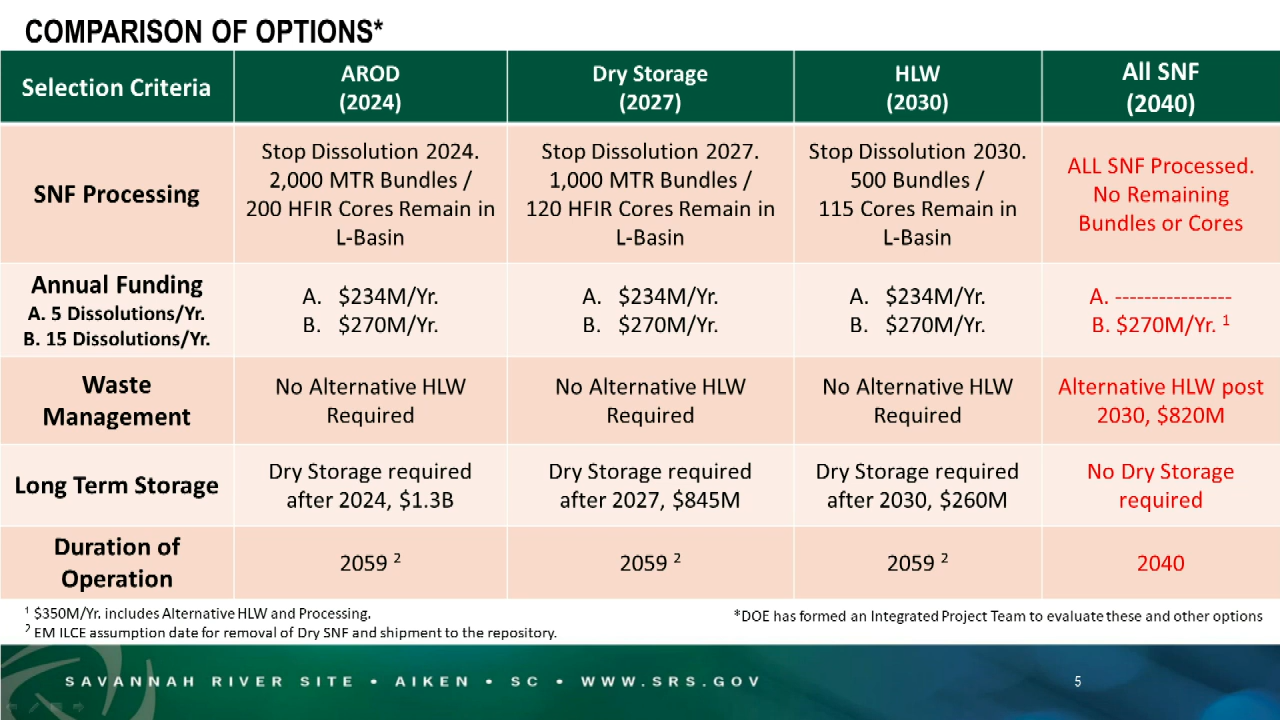 COMPARISON OF OPTIONS*
Selection Criteria
AROD
(2024)
Dry Storage
(2027)
HLW
(2030)
All SNF
(2040)
SNF Processing
Stop Dissolution 2024.
2,000 MTR Bundles /
200 HFIR Cores Remain in
L-Basin
Stop Dissolution 2027.
1,000 MTR Bundles /
120 HFIR Cores Remain in
L-Basin
Stop Dissolution 2030.
500 Bundles /
115 Cores Remain in
L-Basin
ALL SNF Processed.
No Remaining
Bundles or Cores
Annual Funding
A. 5 Dissolutions/Yr.
B. 15 Dissolutions/Yr.
A. $234M/Yr.
B. $270M/Yr.
A. $234M/Yr.
B. $270M/Yr.
A. $234M/Yr.
B. $270M/Yr.
A. ----------------
B. $270M/Yr. ¹
Waste
Management
No Alternative HLW
Required
No Alternative HLW
Required
No Alternative HLW
Required
Alternative HLW post
2030, $820M
Long Term Storage
Dry Storage required
after 2024, $1.3B
Dry Storage required
after 2027, $845M
Dry Storage required
after 2030, $260M
No Dry Storage
required
Duration of
Operation
2059 ²
2059 ²
2059 ²
2040
¹ $350M/Yr. includes Alternative HLW and Processing.
² EM ILCE assumption date for removal of Dry SNF and shipment to the repository.
*DOE has formed an Integrated Project Team to evaluate these and other options
SAVANNAH RIVER SITE • AIKEN • SC • WWW.SRS.GOV
5